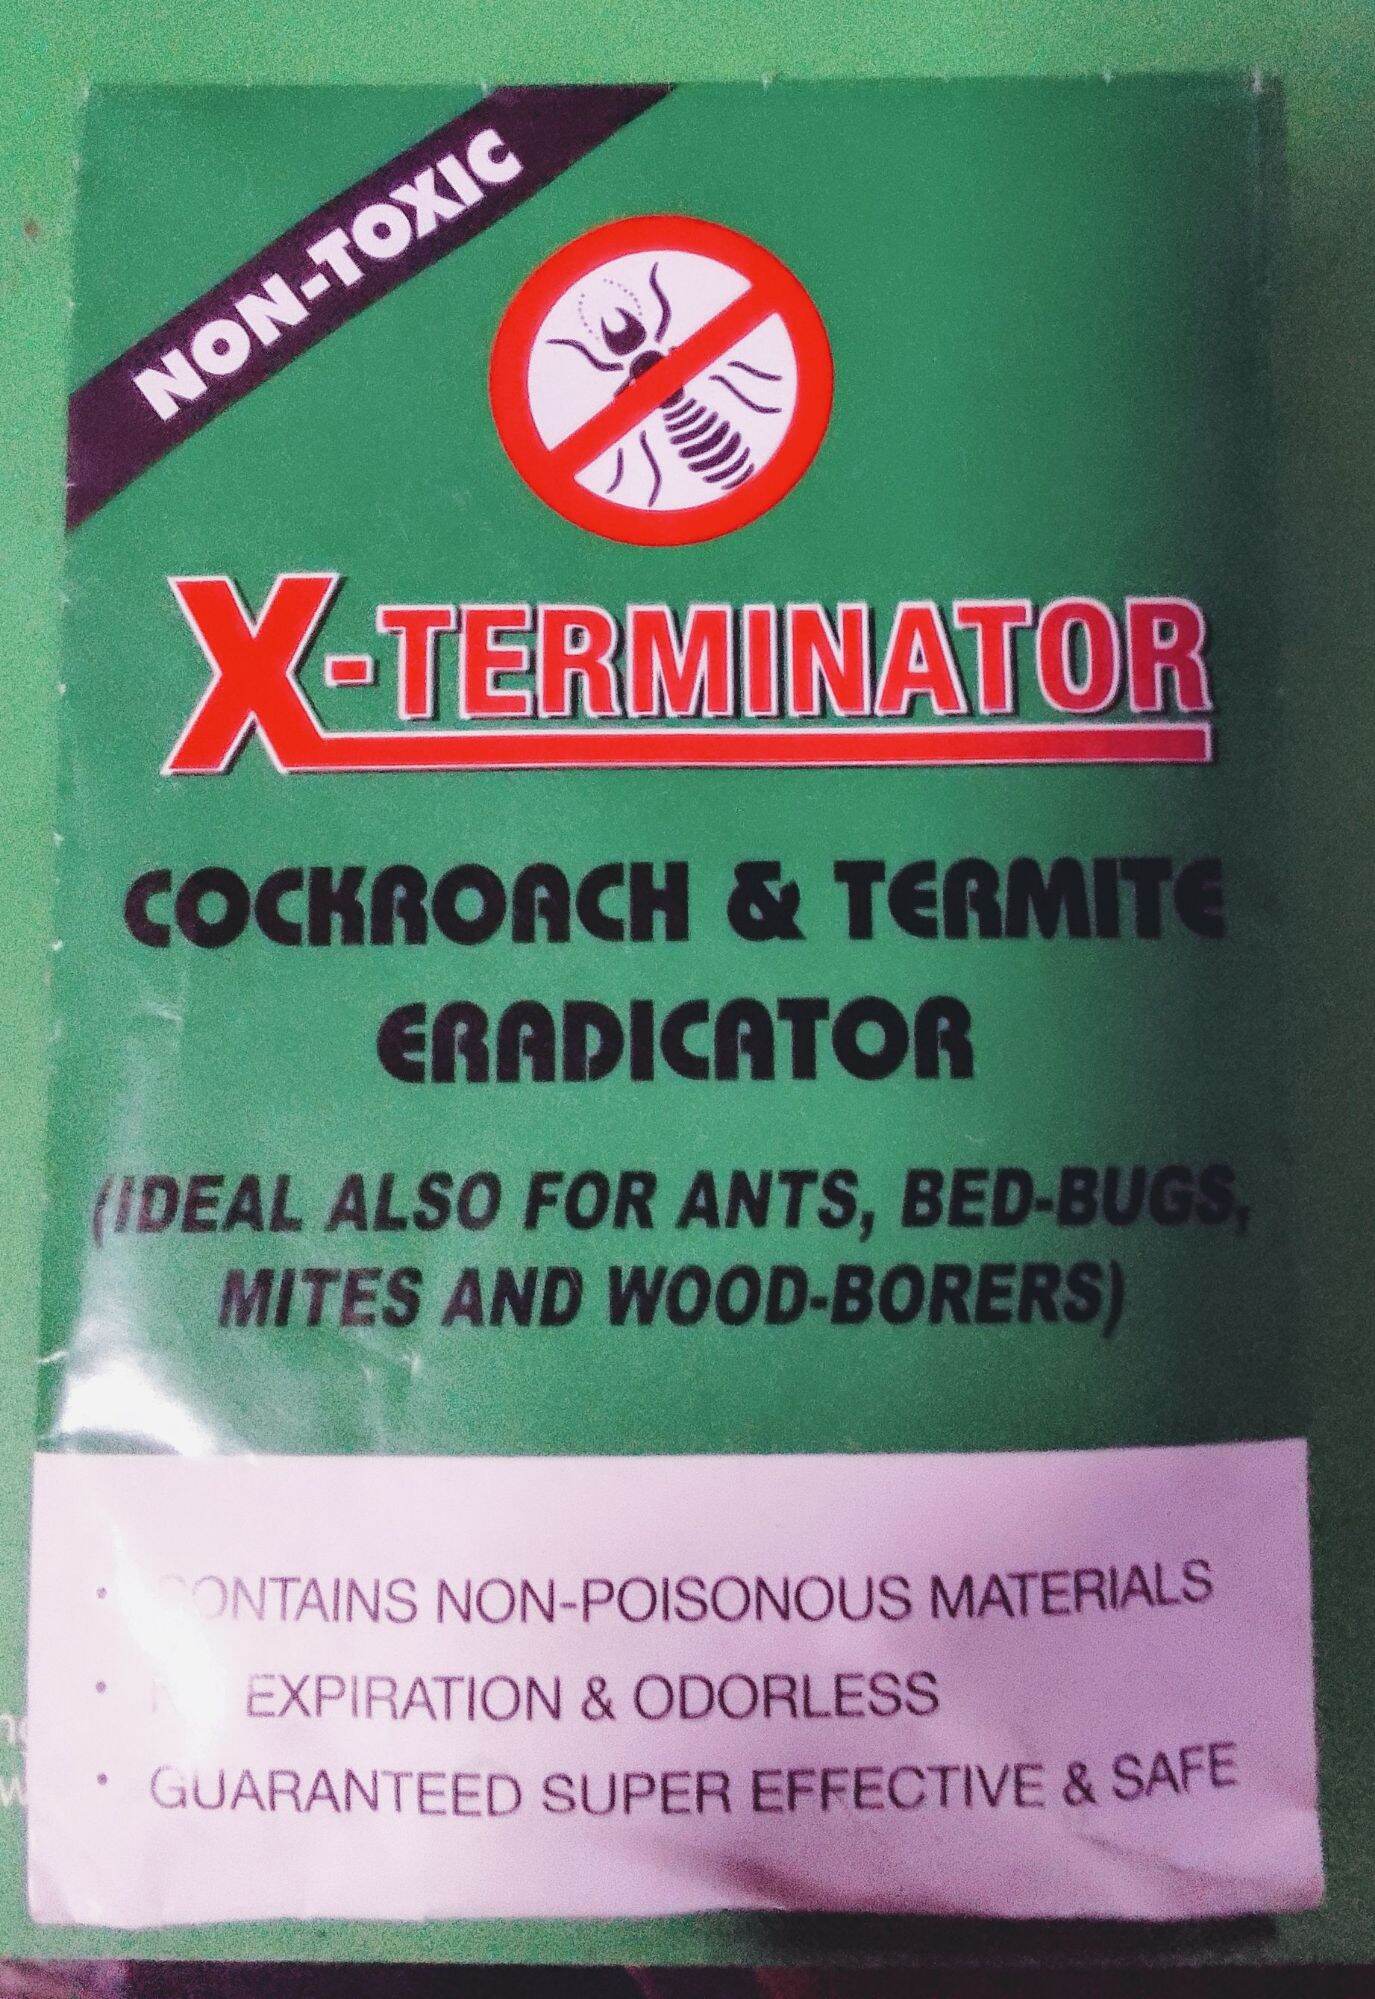 NON-TOXIC
X-TERMINATOR
COCKROACH & TERMITE
ERADICATOR
(IDEAL ALSO FOR ANTS, BED-BUGS,
MITES AND WOOD-BORERS)
• CONTAINS NON-POISONOUS MATERIALS
• EXPIRATION & ODORLESS
• GUARANTEED SUPER EFFECTIVE & SAFE